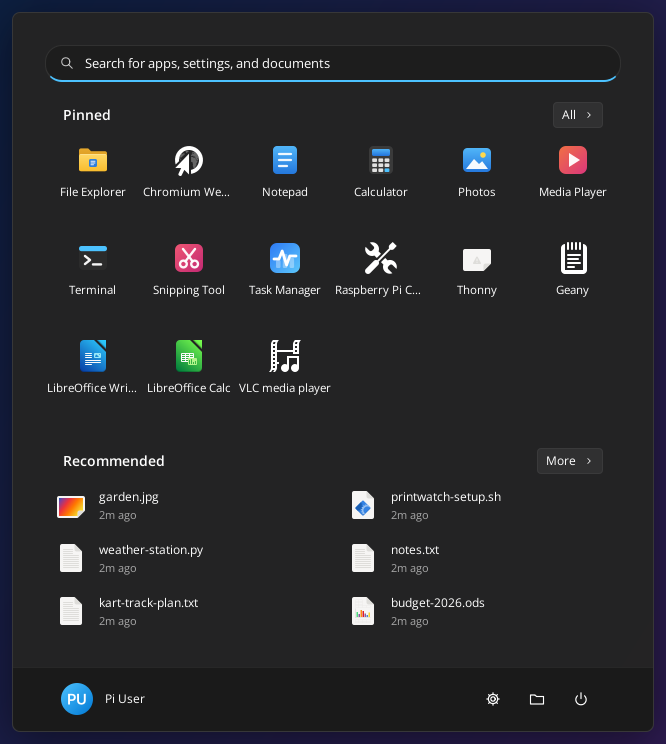 Search for apps, settings, and documents
Pinned
All
File Explorer
Chromium We...
Notepad
Calculator
Photos
Media Player
Terminal
Snipping Tool
Task Manager
Raspberry Pi C...
Thonny
Geany
LibreOffice Wri...
LibreOffice Calc
VLC media player
Recommended
More
garden.jpg
2m ago
printwatch-setup.sh
2m ago
weather-station.py
2m ago
notes.txt
2m ago
kart-track-plan.txt
2m ago
budget-2026.ods
2m ago
PU
Pi User